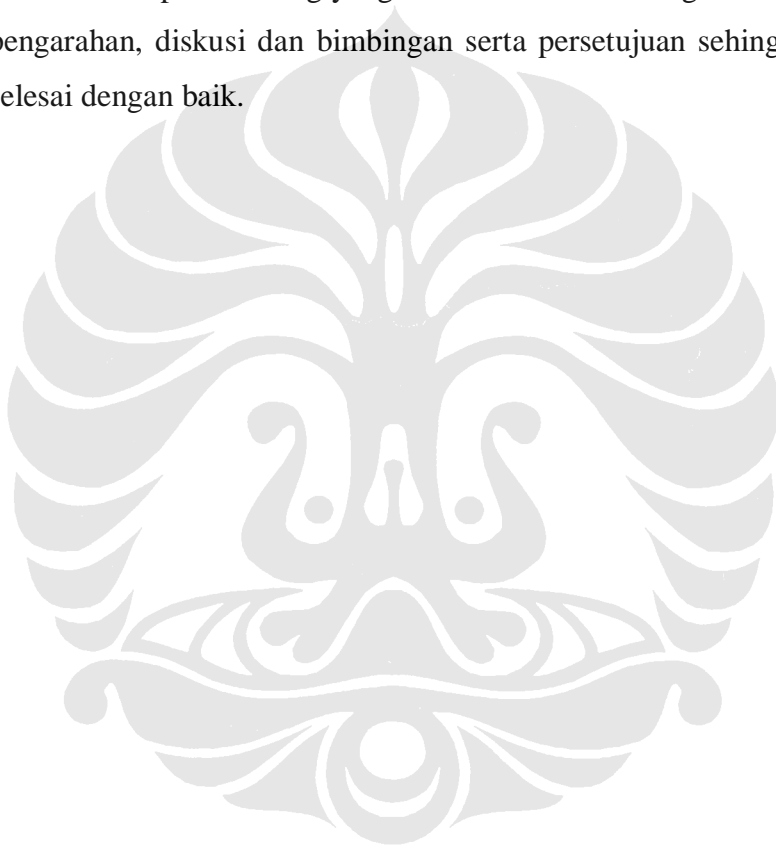 pengarahan, diskusi dan bimbingan serta persetujuan sehing
elesai dengan baik.